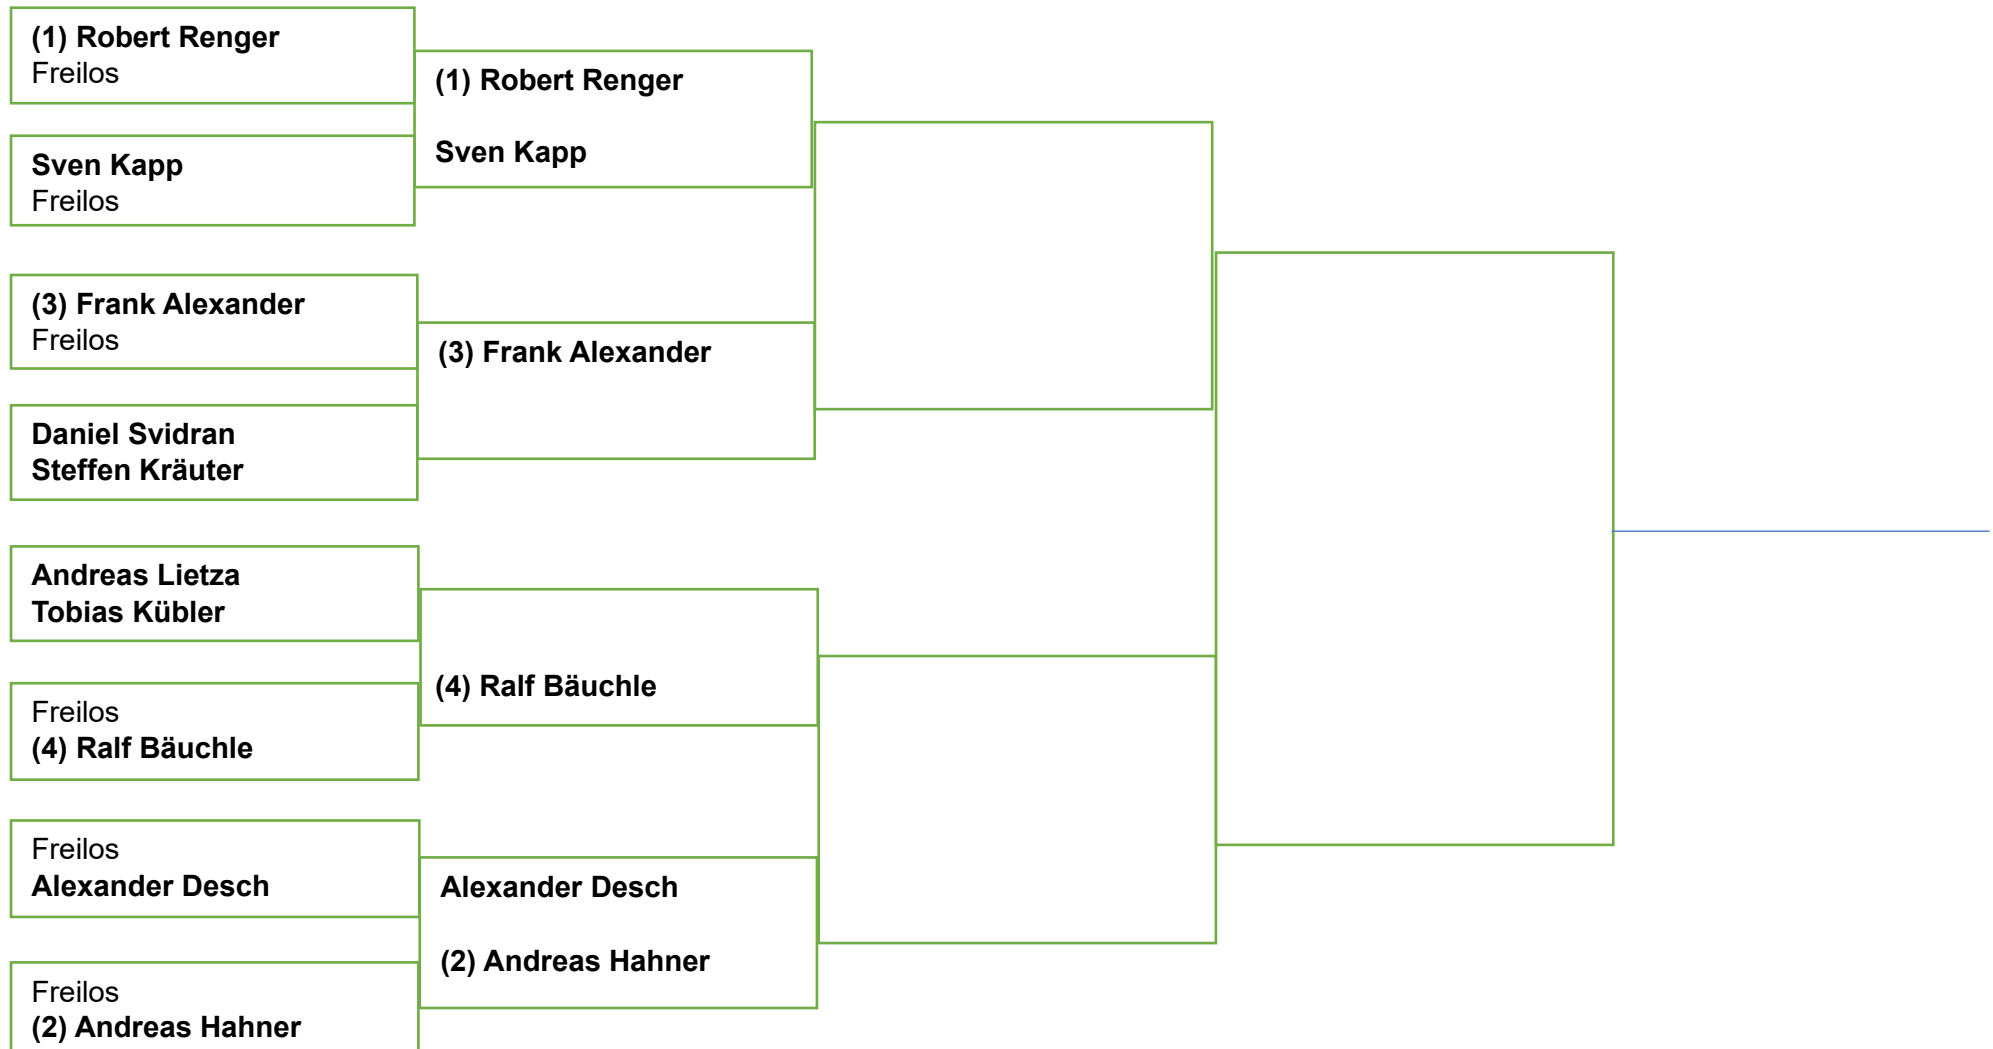 (1) Robert Renger
Freilos
Sven Kapp
Freilos
(3) Frank Alexander
Freilos
Daniel Svidran
Steffen Kräuter
Andreas Lietza
Tobias Kübler
Freilos
(4) Ralf Bäuchle
Freilos
Alexander Desch
Freilos
(2) Andreas Hahner
(1) Robert Renger
Sven Kapp
(3) Frank Alexander
(4) Ralf Bäuchle
Alexander Desch
(2) Andreas Hahner